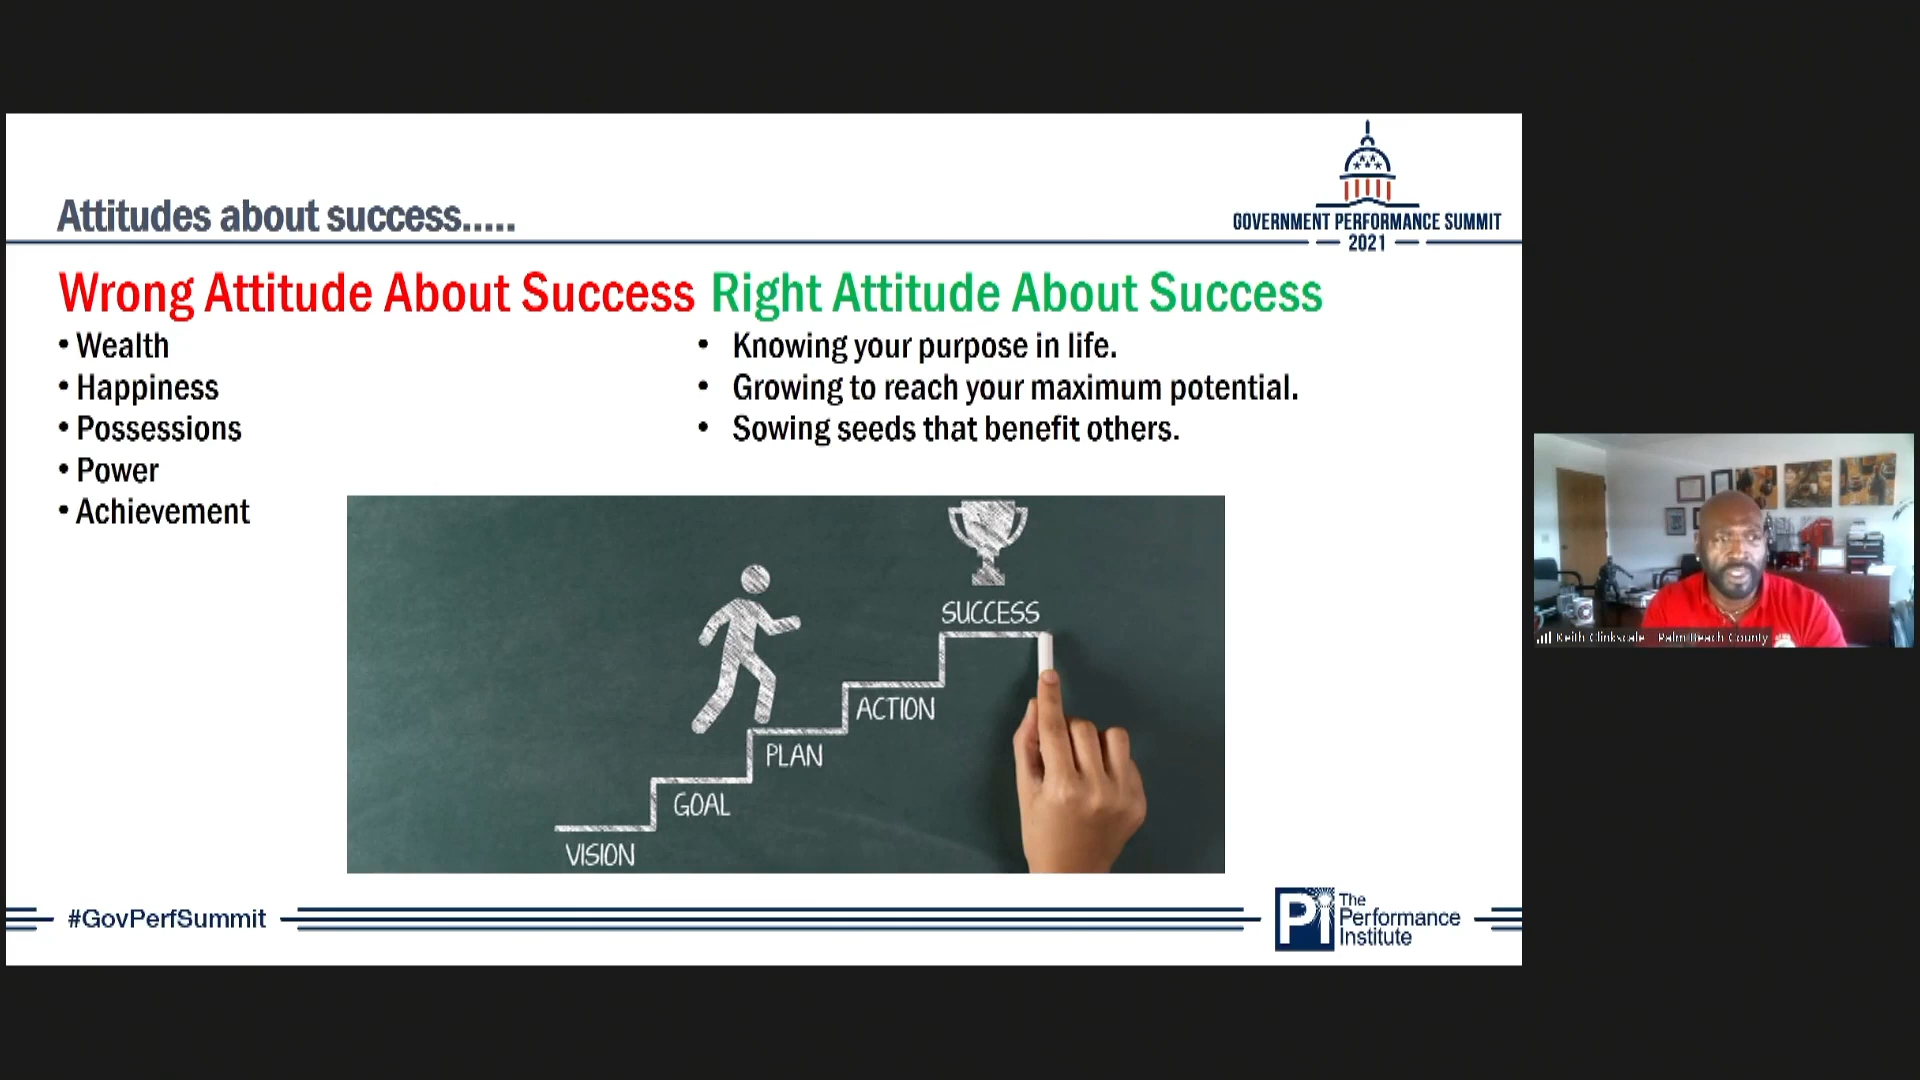 GOVERNMENT PERFORMANCE SUMMIT
2021
Attitudes about success.....
Wrong Attitude About Success
• Wealth
• Happiness
• Possessions
• Power
• Achievement
Right Attitude About Success
• Knowing your purpose in life.
• Growing to reach your maximum potential.
• Sowing seeds that benefit others.
SUCCESS
ACTION
PLAN
GOAL
VISION
#GovPerfSummit
Pi
The
Performance
Institute
Keith Clinkscale - Palm Beach County